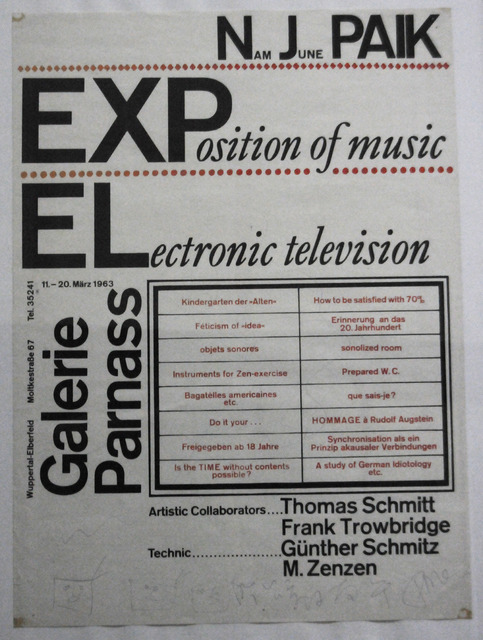 NAM JUNE PAIK
EXPosition of music
ELectronic television
11.–20. März 1963
Galerie
Parnass
Wuppertal-Elberfeld Moltkestraße 67 Tel. 35241
Kindergarten der »Alten« How to be satisfied with 70%
Féticism of »idea« Erinnerung an das
20. Jahrhundert
objets sonores sonolized room
Instruments for Zen-exercise Prepared W. C.
Bagatèlles americaines
etc. que sais-je?
Do it your . . . HOMMAGE à Rudolf Augstein
Freigegeben ab 18 Jahre Synchronisation als ein
Prinzip akausaler Verbindungen
Is the TIME without contents
possible? A study of German Idiotology
etc.
Artistic Collaborators....Thomas Schmitt
Frank Trowbridge
Technic....................Günther Schmitz
M. Zenzen